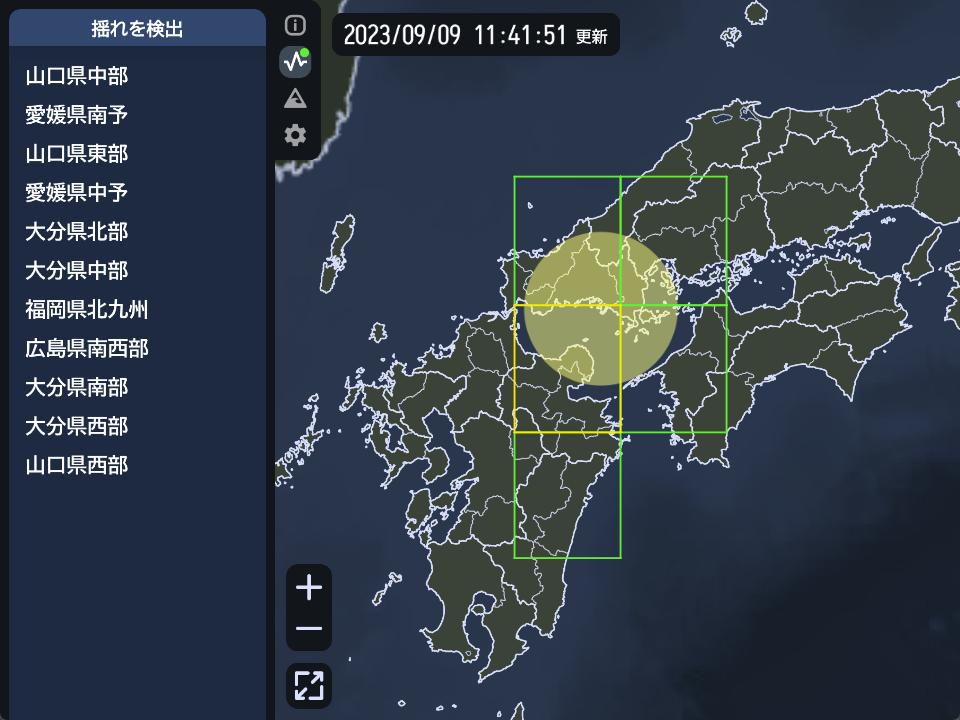 揺れを検出
山口県中部
愛媛県南予
山口県東部
愛媛県中予
大分県北部
大分県中部
福岡県北九州
広島県南西部
大分県南部
大分県西部
山口県西部
2023/09/09 11:41:51 更新